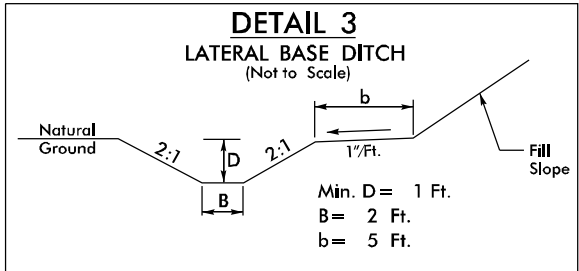 DETAIL 3
LATERAL BASE DITCH
(Not to Scale)
b
Natural
Ground
2:1
D
2:1
1"/Ft.
B
Fill
Slope
Min. D= 1 Ft.
B= 2 Ft.
b= 5 Ft.